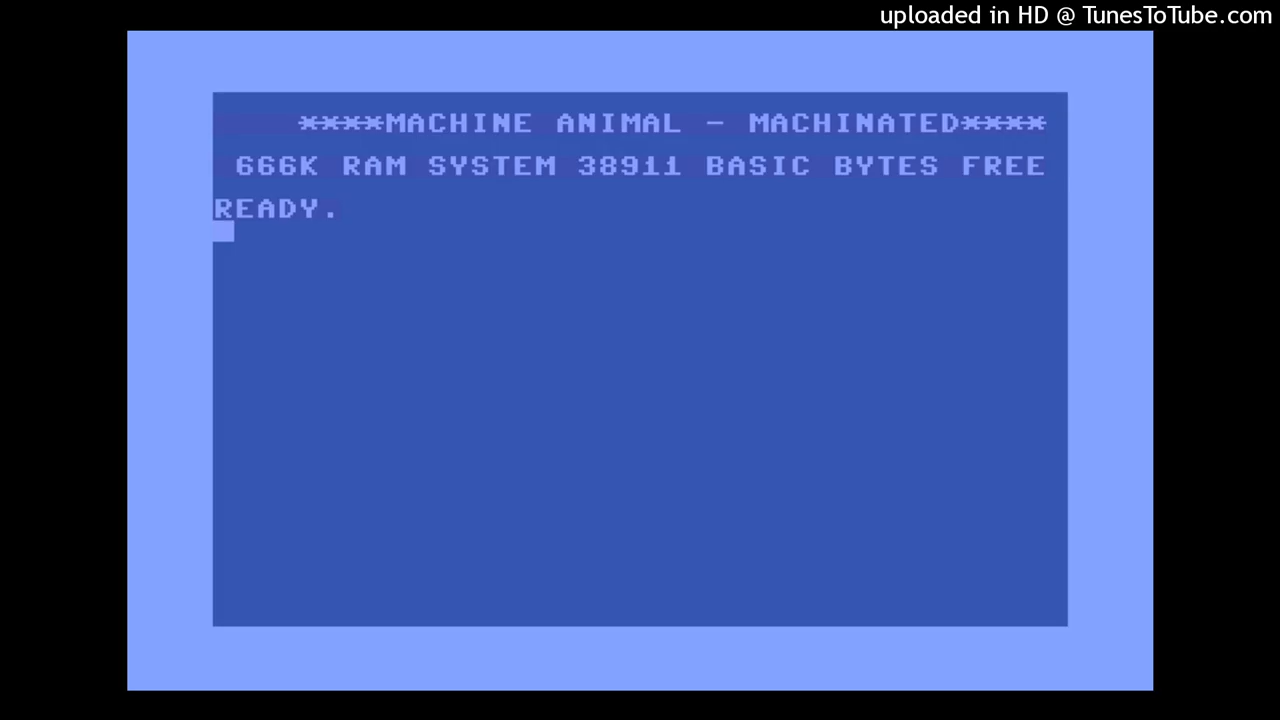 uploaded in HD @ TunesToTube.com
****MACHINE ANIMAL - MACHINATED****
666K RAM SYSTEM 38911 BASIC BYTES FREE
READY.